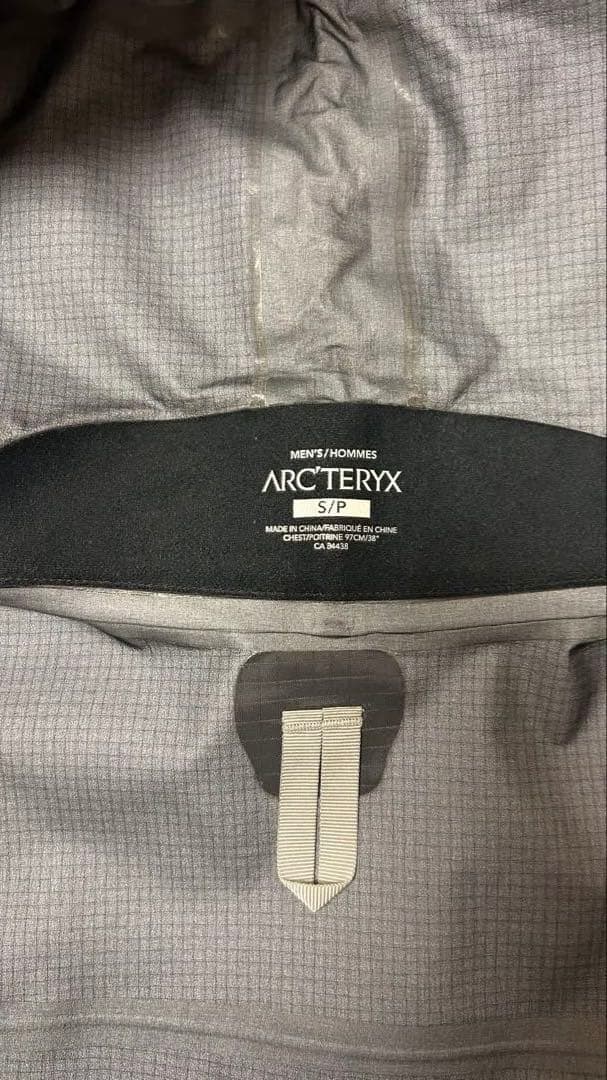 MEN'S/HOMMES
ARC'TERYX
S/P
MADE IN CHINA/FABRIQUÉ EN CHINE
CHEST/POITRINE 97CM/38"
CA 34438